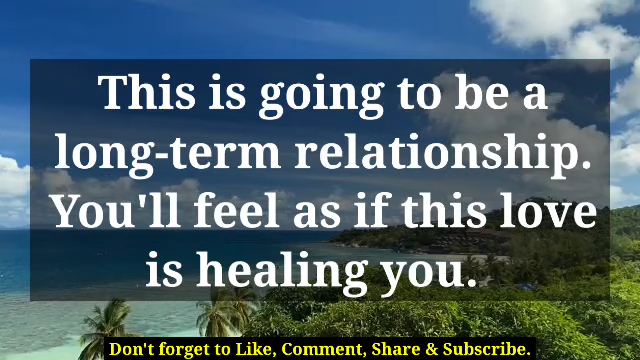 This is going to be a
long-term relationship.
You'll feel as if this love
is healing you.
Don't forget to Like, Comment, Share & Subscribe.